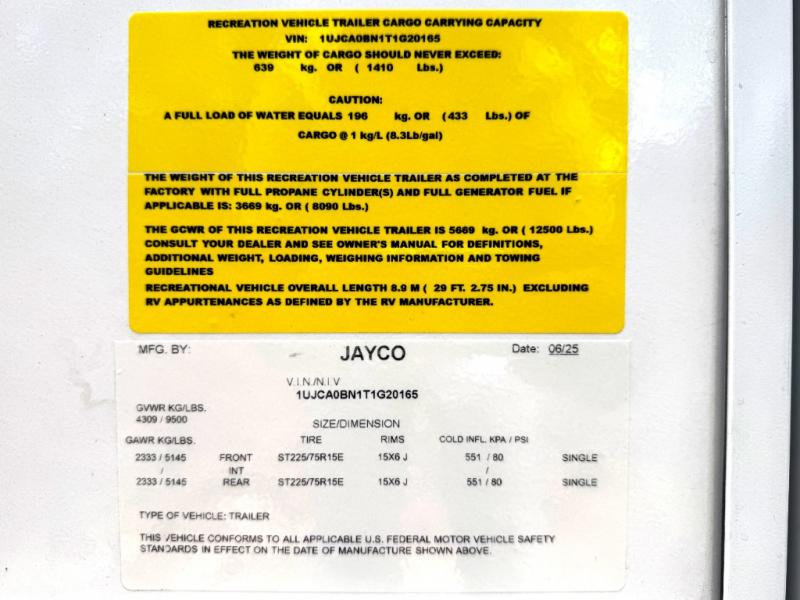 RECREATION VEHICLE TRAILER CARGO CARRYING CAPACITY
VIN: 1UJCA0BN1T1G20165
THE WEIGHT OF CARGO SHOULD NEVER EXCEED:
639 kg. OR ( 1410 Lbs.)
CAUTION:
A FULL LOAD OF WATER EQUALS 196 kg. OR (433 Lbs.) OF
CARGO @ 1 kg/L (8.3Lb/gal)
THE WEIGHT OF THIS RECREATION VEHICLE TRAILER AS COMPLETED AT THE
FACTORY WITH FULL PROPANE CYLINDER(S) AND FULL GENERATOR FUEL IF
APPLICABLE IS: 3669 kg. OR ( 8090 Lbs.)
THE GCWR OF THIS RECREATION VEHICLE TRAILER IS 5669 kg. OR ( 12500 Lbs.)
CONSULT YOUR DEALER AND SEE OWNER'S MANUAL FOR DEFINITIONS,
ADDITIONAL WEIGHT, LOADING, WEIGHING INFORMATION AND TOWING
GUIDELINES
RECREATIONAL VEHICLE OVERALL LENGTH 8.9 M ( 29 FT. 2.75 IN.) EXCLUDING
RV APPURTENANCES AS DEFINED BY THE RV MANUFACTURER.
MFG. BY: JAYCO Date: 06/25
V.I.N./N.I.V
1UJCA0BN1T1G20165
GVWR KG/LBS.
4309 / 9500
SIZE/DIMENSION
GAWR KG/LBS. TIRE RIMS COLD INFL. KPA / PSI
2333 / 5145 FRONT ST225/75R15E 15X6 J 551 / 80 SINGLE
/ INT /
2333 / 5145 REAR ST225/75R15E 15X6 J 551 / 80 SINGLE
TYPE OF VEHICLE: TRAILER
THIS VEHICLE CONFORMS TO ALL APPLICABLE U.S. FEDERAL MOTOR VEHICLE SAFETY
STANDARDS IN EFFECT ON THE DATE OF MANUFACTURE SHOWN ABOVE.